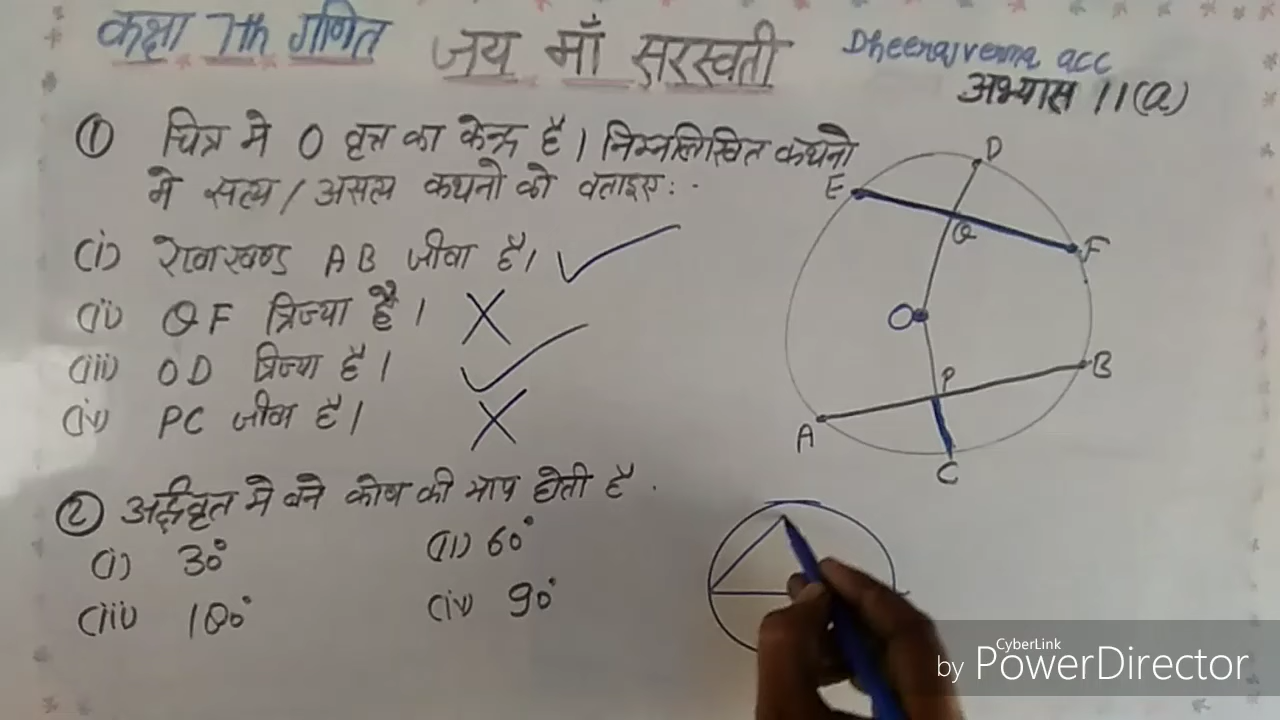 कक्षा 7th गणित जय माँ सरस्वती Dheerajverma acc
अभ्यास 11(a)
① चित्र मे O वृत्त का केन्द्र है। निम्नलिखित कथनो
मे सत्य / असत्य कथनो को बताइए:-
(i) रेखाखण्ड AB जीवा है। ✓
(ii) QF त्रिज्या है। X
(iii) OD त्रिज्या है। ✓
(iv) PC जीवा है। X
D
E
Q
F
O
P
B
A
C
② अर्द्धवृत मे बने कोण की माप होती है.
(i) 30° (ii) 60°
(iii) 180° (iv) 90°
CyberLink
by PowerDirector